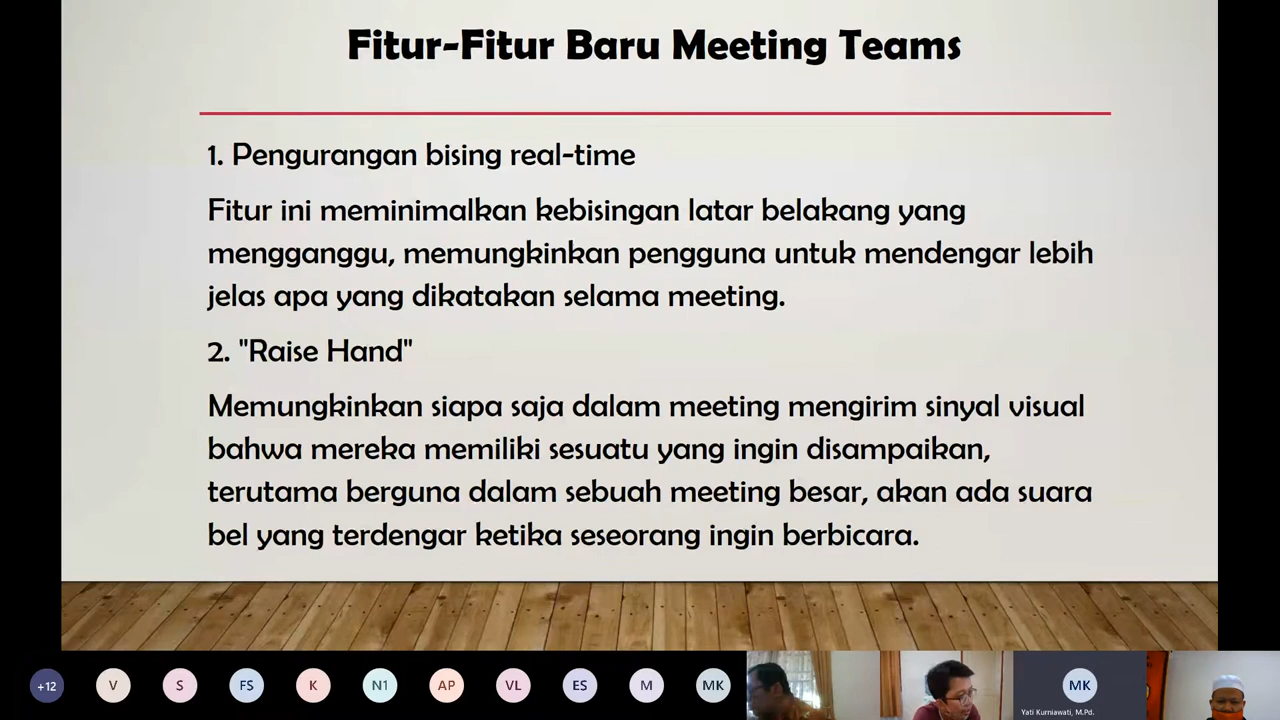 Fitur-Fitur Baru Meeting Teams
1. Pengurangan bising real-time
Fitur ini meminimalkan kebisingan latar belakang yang
mengganggu, memungkinkan pengguna untuk mendengar lebih
jelas apa yang dikatakan selama meeting.
2. "Raise Hand"
Memungkinkan siapa saja dalam meeting mengirim sinyal visual
bahwa mereka memiliki sesuatu yang ingin disampaikan,
terutama berguna dalam sebuah meeting besar, akan ada suara
bel yang terdengar ketika seseorang ingin berbicara.
+12 V S FS K N1 AP VL ES M MK MK
Yati Kurniawati, M.Pd.